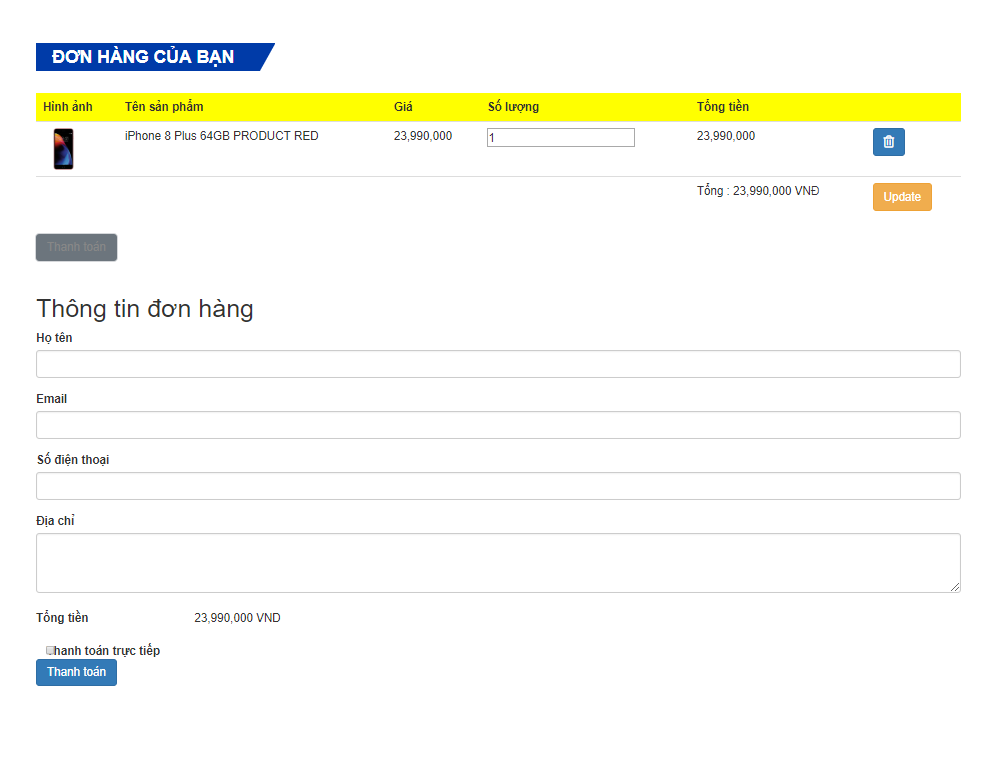 ĐƠN HÀNG CỦA BẠN
Hình ảnh Tên sản phẩm Giá Số lượng Tổng tiền
iPhone 8 Plus 64GB PRODUCT RED 23,990,000 1 23,990,000
Tổng : 23,990,000 VNĐ Update
Thanh toán
Thông tin đơn hàng
Họ tên
Email
Số điện thoại
Địa chỉ
Tổng tiền 23,990,000 VND
hanh toán trực tiếp
Thanh toán